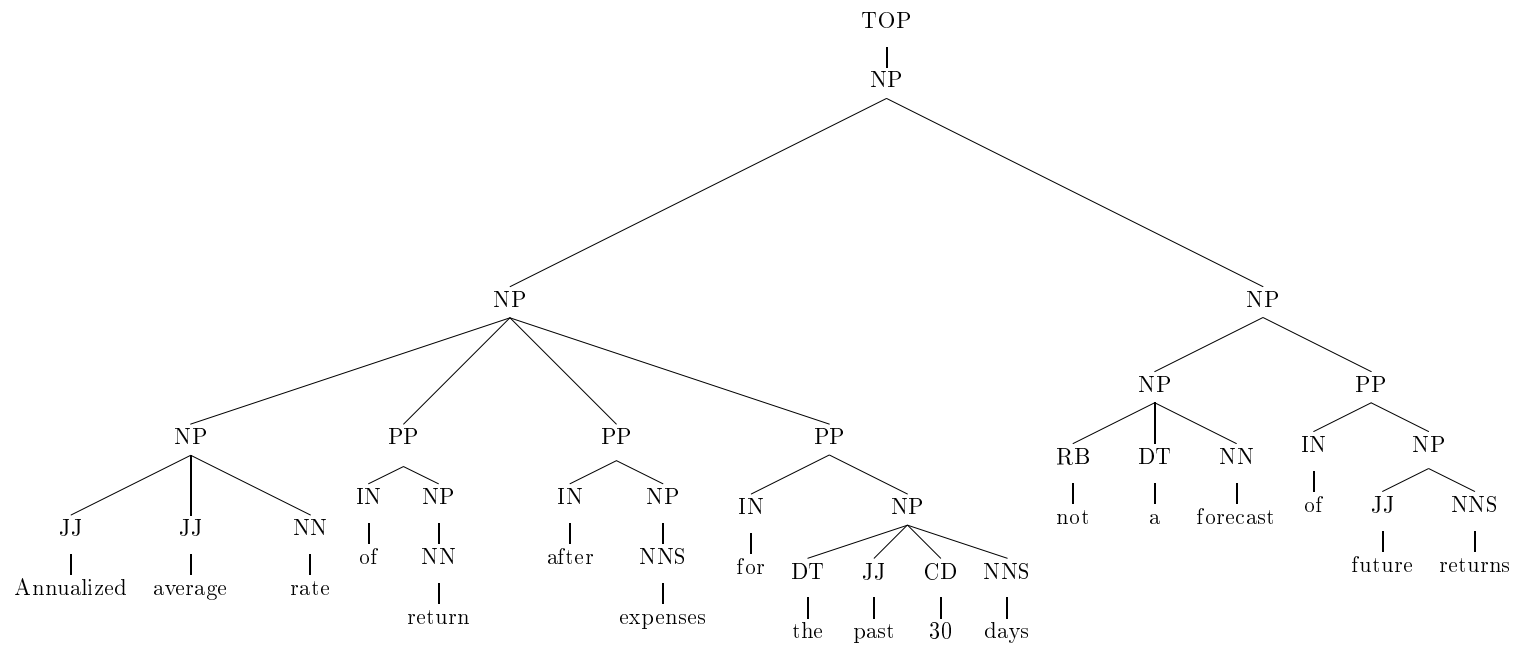 TOP
NP
NP NP
NP PP
NP PP PP PP
RB DT NN IN NP
IN NP IN NP IN NP
JJ JJ NN
not a forecast of JJ NNS
of NN after NNS for DT JJ CD NNS
future returns
Annualized average rate
return expenses
the past 30 days